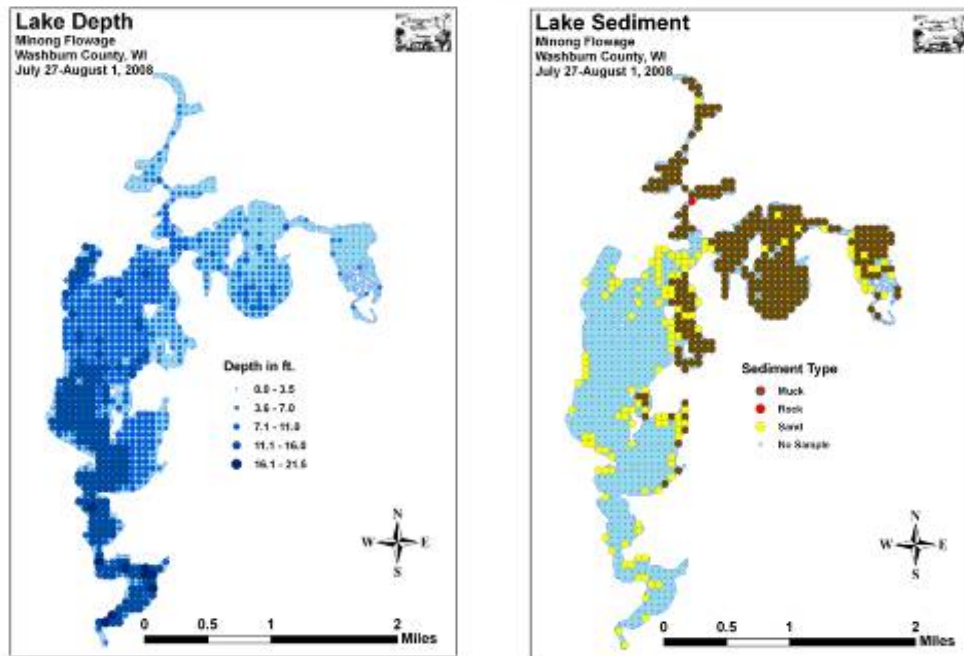 Lake Depth
Minong Flowage
Washburn County, WI
July 27-August 1, 2008
Depth in ft.
0.0 - 3.5
3.6 - 7.0
7.1 - 11.0
11.1 - 16.0
16.1 - 21.5
N
W E
S
0 0.5 1 2
Miles
Lake Sediment
Minong Flowage
Washburn County, WI
July 27-August 1, 2008
Sediment Type
Muck
Rock
Sand
No Sample
N
W E
S
0 0.5 1 2
Miles